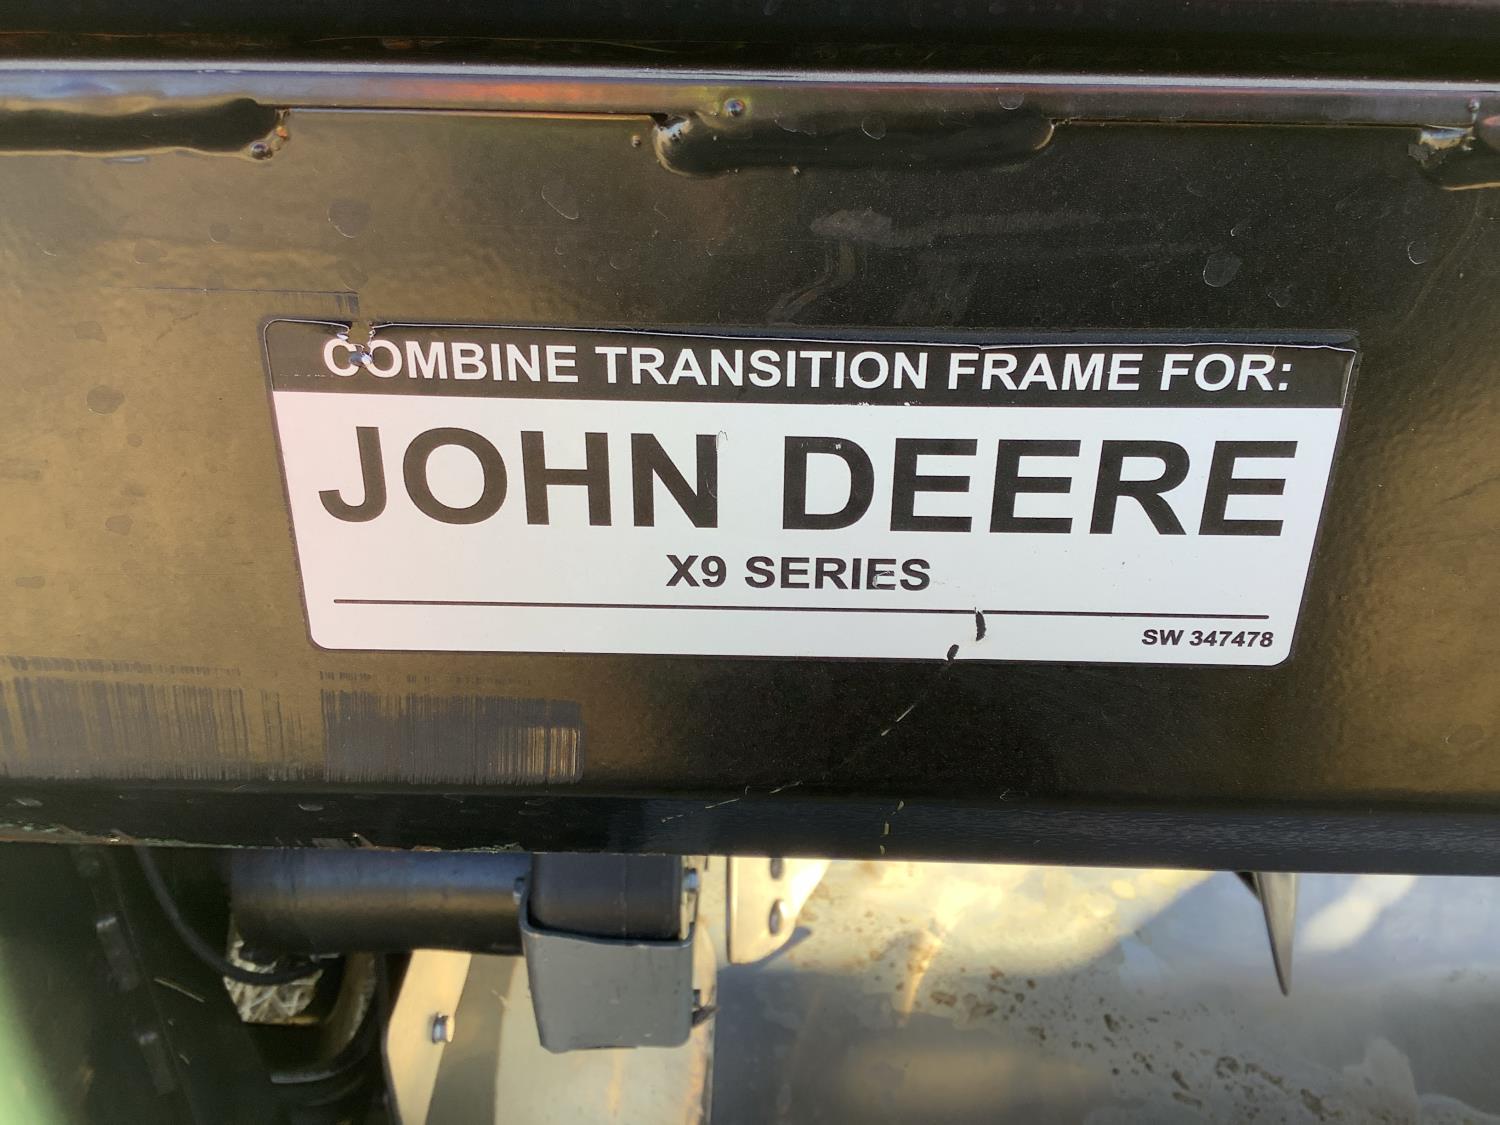 COMBINE TRANSITION FRAME FOR:
JOHN DEERE
X9 SERIES
SW 347478